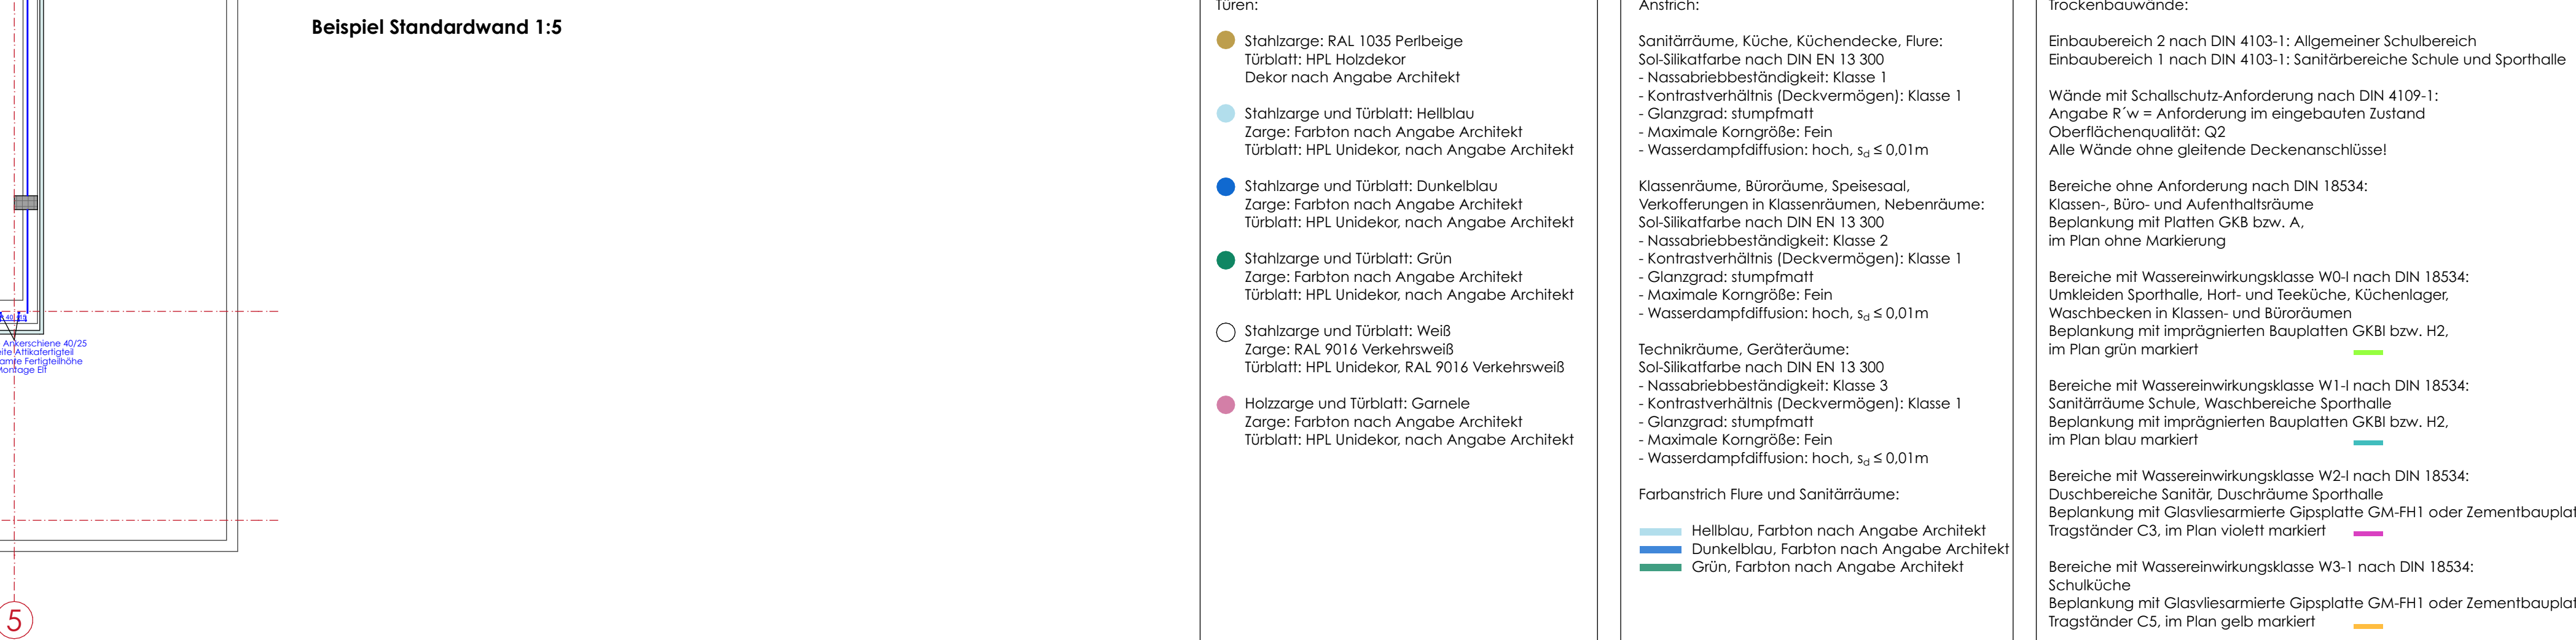 Beispiel Standardwand 1:5
40
Ankerschiene 40/25
Attikafertigteil
Fertigteilhöhe
Montage Elf
5
Türen:
Stahlzarge: RAL 1035 Perlbeige
Türblatt: HPL Holzdekor
Dekor nach Angabe Architekt
Stahlzarge und Türblatt: Hellblau
Zarge: Farbton nach Angabe Architekt
Türblatt: HPL Unidekor, nach Angabe Architekt
Stahlzarge und Türblatt: Dunkelblau
Zarge: Farbton nach Angabe Architekt
Türblatt: HPL Unidekor, nach Angabe Architekt
Stahlzarge und Türblatt: Grün
Zarge: Farbton nach Angabe Architekt
Türblatt: HPL Unidekor, nach Angabe Architekt
Stahlzarge und Türblatt: Weiß
Zarge: RAL 9016 Verkehrsweiß
Türblatt: HPL Unidekor, RAL 9016 Verkehrsweiß
Holzzarge und Türblatt: Garnele
Zarge: Farbton nach Angabe Architekt
Türblatt: HPL Unidekor, nach Angabe Architekt
Anstrich:
Sanitärräume, Küche, Küchendecke, Flure:
Sol-Silikatfarbe nach DIN EN 13 300
- Nassabriebbeständigkeit: Klasse 1
- Kontrastverhältnis (Deckvermögen): Klasse 1
- Glanzgrad: stumpfmatt
- Maximale Korngröße: Fein
- Wasserdampfdiffusion: hoch, sd ≤ 0,01m
Klassenräume, Büroräume, Speisesaal,
Verkofferungen in Klassenräumen, Nebenräume:
Sol-Silikatfarbe nach DIN EN 13 300
- Nassabriebbeständigkeit: Klasse 2
- Kontrastverhältnis (Deckvermögen): Klasse 1
- Glanzgrad: stumpfmatt
- Maximale Korngröße: Fein
- Wasserdampfdiffusion: hoch, sd ≤ 0,01m
Technikräume, Geräteräume:
Sol-Silikatfarbe nach DIN EN 13 300
- Nassabriebbeständigkeit: Klasse 3
- Kontrastverhältnis (Deckvermögen): Klasse 1
- Glanzgrad: stumpfmatt
- Maximale Korngröße: Fein
- Wasserdampfdiffusion: hoch, sd ≤ 0,01m
Farbanstrich Flure und Sanitärräume:
Hellblau, Farbton nach Angabe Architekt
Dunkelblau, Farbton nach Angabe Architekt
Grün, Farbton nach Angabe Architekt
Trockenbauwände:
Einbaubereich 2 nach DIN 4103-1: Allgemeiner Schulbereich
Einbaubereich 1 nach DIN 4103-1: Sanitärbereiche Schule und Sporthalle
Wände mit Schallschutz-Anforderung nach DIN 4109-1:
Angabe R´w = Anforderung im eingebauten Zustand
Oberflächenqualität: Q2
Alle Wände ohne gleitende Deckenanschlüsse!
Bereiche ohne Anforderung nach DIN 18534:
Klassen-, Büro- und Aufenthaltsräume
Beplankung mit Platten GKB bzw. A,
im Plan ohne Markierung
Bereiche mit Wassereinwirkungsklasse W0-I nach DIN 18534:
Umkleiden Sporthalle, Hort- und Teeküche, Küchenlager,
Waschbecken in Klassen- und Büroräumen
Beplankung mit imprägnierten Bauplatten GKBI bzw. H2,
im Plan grün markiert
Bereiche mit Wassereinwirkungsklasse W1-I nach DIN 18534:
Sanitärräume Schule, Waschbereiche Sporthalle
Beplankung mit imprägnierten Bauplatten GKBI bzw. H2,
im Plan blau markiert
Bereiche mit Wassereinwirkungsklasse W2-I nach DIN 18534:
Duschbereiche Sanitär, Duschräume Sporthalle
Beplankung mit Glasvliesarmierte Gipsplatte GM-FH1 oder Zementbauplat
Tragständer C3, im Plan violett markiert
Bereiche mit Wassereinwirkungsklasse W3-1 nach DIN 18534:
Schulküche
Beplankung mit Glasvliesarmierte Gipsplatte GM-FH1 oder Zementbauplat
Tragständer C5, im Plan gelb markiert